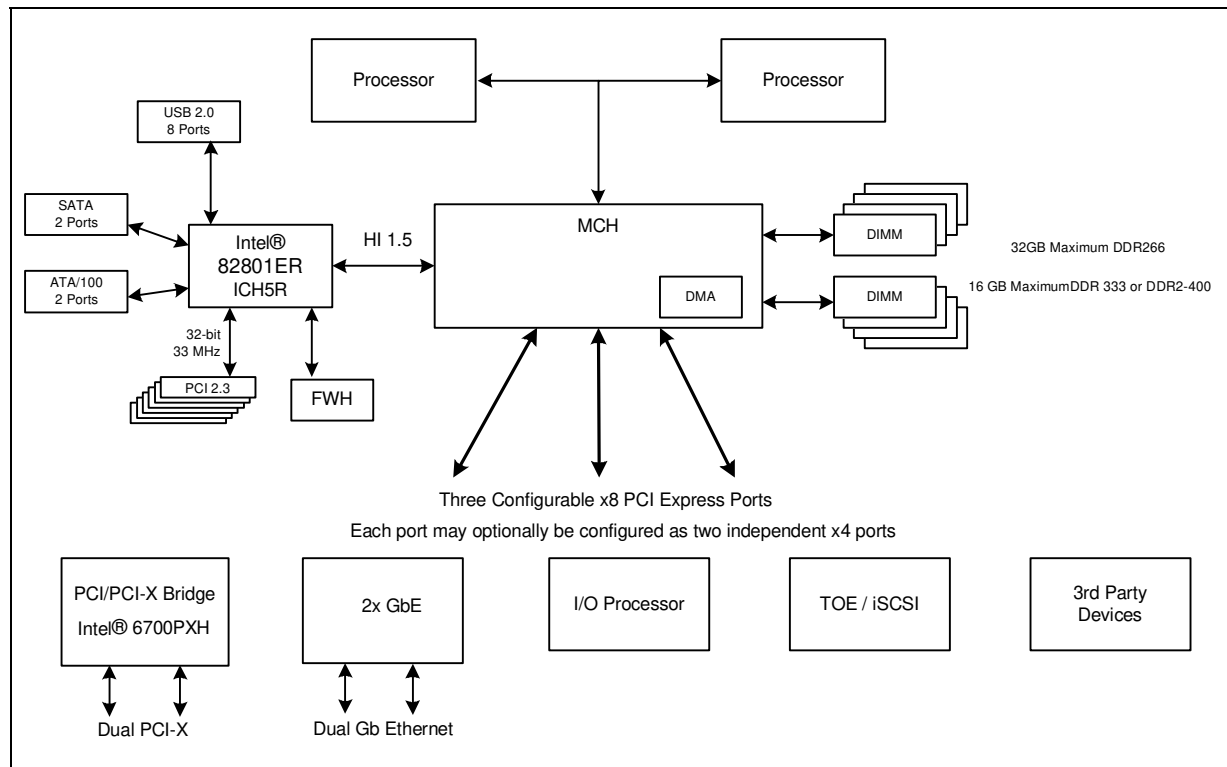 Processor
Processor
USB 2.0
8 Ports
SATA
2 Ports
ATA/100
2 Ports
Intel®
82801ER
ICH5R
HI 1.5
MCH
DMA
DIMM
DIMM
32GB Maximum DDR266
16 GB MaximumDDR 333 or DDR2-400
32-bit
33 MHz
PCI 2.3
FWH
Three Configurable x8 PCI Express Ports
Each port may optionally be configured as two independent x4 ports
PCI/PCI-X Bridge
Intel® 6700PXH
2x GbE
I/O Processor
TOE / iSCSI
3rd Party
Devices
Dual PCI-X
Dual Gb Ethernet